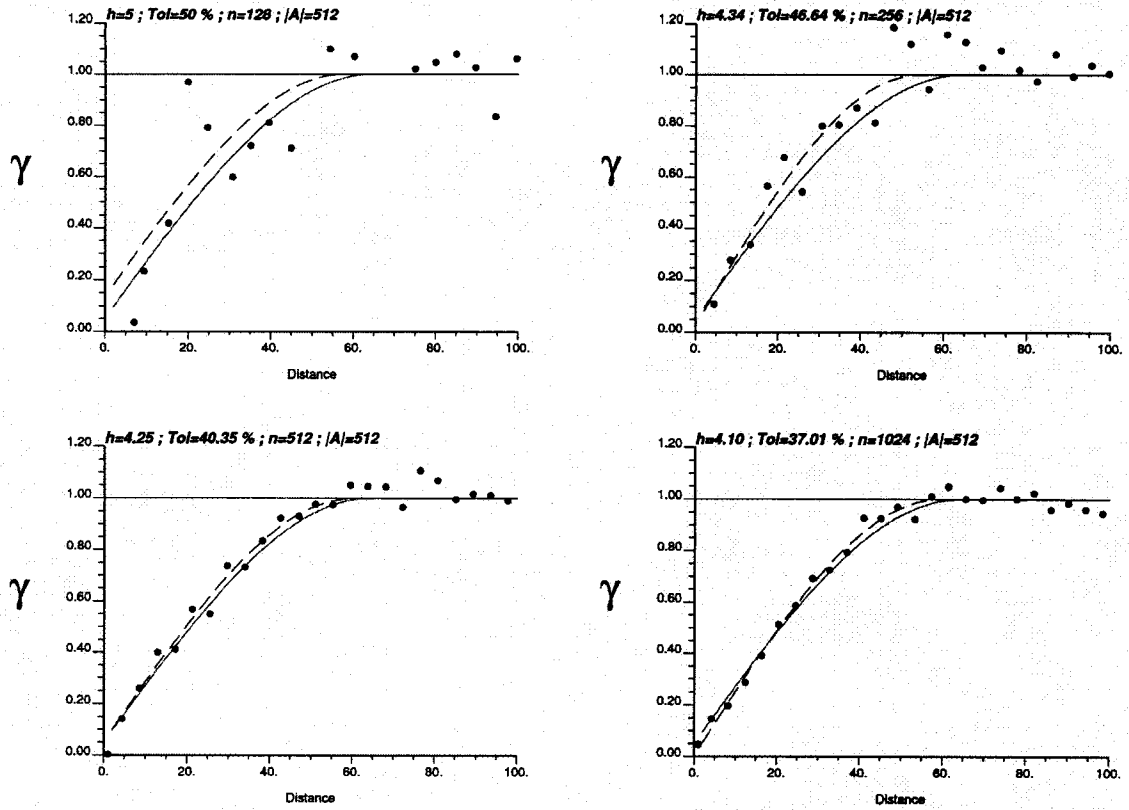 h=5 ; Tol=50 % ; n=128 ; |A|=512
1.20
1.00
0.80
γ
0.60
0.40
0.20
0.00
0. 20. 40. 60. 80. 100.
Distance
h=4.34 ; Tol=46.64 % ; n=256 ; |A|=512
1.20
1.00
0.80
γ
0.60
0.40
0.20
0.00
0. 20. 40. 60. 80. 100.
Distance
h=4.25 ; Tol=40.35 % ; n=512 ; |A|=512
1.20
1.00
0.80
γ
0.60
0.40
0.20
0.00
0. 20. 40. 60. 80. 100.
Distance
h=4.10 ; Tol=37.01 % ; n=1024 ; |A|=512
1.20
1.00
0.80
γ
0.60
0.40
0.20
0.00
0. 20. 40. 60. 80. 100.
Distance